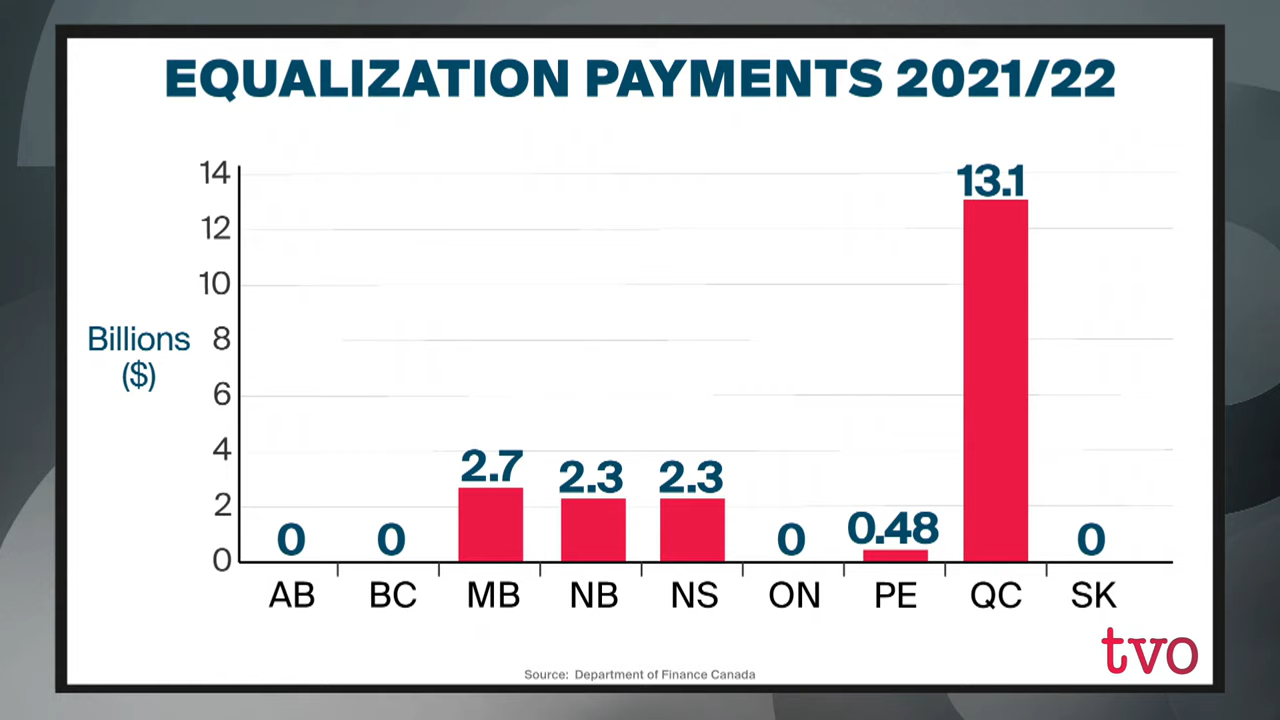 EQUALIZATION PAYMENTS 2021/22
14
12
10
8
6
4
2
0
Billions
($)
0
0
2.7
2.3
2.3
0
0.48
13.1
0
AB
BC
MB
NB
NS
ON
PE
QC
SK
tvo
Source: Department of Finance Canada